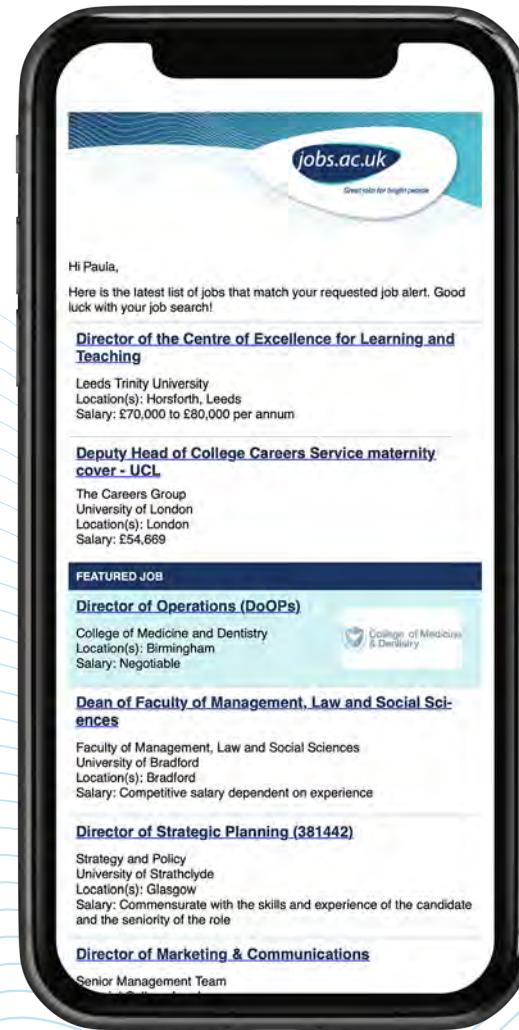 jobs.ac.uk
Great jobs for bright people
Hi Paula,
Here is the latest list of jobs that match your requested job alert. Good
luck with your job search!
Director of the Centre of Excellence for Learning and
Teaching
Leeds Trinity University
Location(s): Horsforth, Leeds
Salary: £70,000 to £80,000 per annum
Deputy Head of College Careers Service maternity
cover - UCL
The Careers Group
University of London
Location(s): London
Salary: £54,669
FEATURED JOB
Director of Operations (DoOPs)
College of Medicine and Dentistry
Location(s): Birmingham
Salary: Negotiable
College of Medicine
& Dentistry
Dean of Faculty of Management, Law and Social Sci-
ences
Faculty of Management, Law and Social Sciences
University of Bradford
Location(s): Bradford
Salary: Competitive salary dependent on experience
Director of Strategic Planning (381442)
Strategy and Policy
University of Strathclyde
Location(s): Glasgow
Salary: Commensurate with the skills and experience of the candidate
and the seniority of the role
Director of Marketing & Communications
Senior Management Team